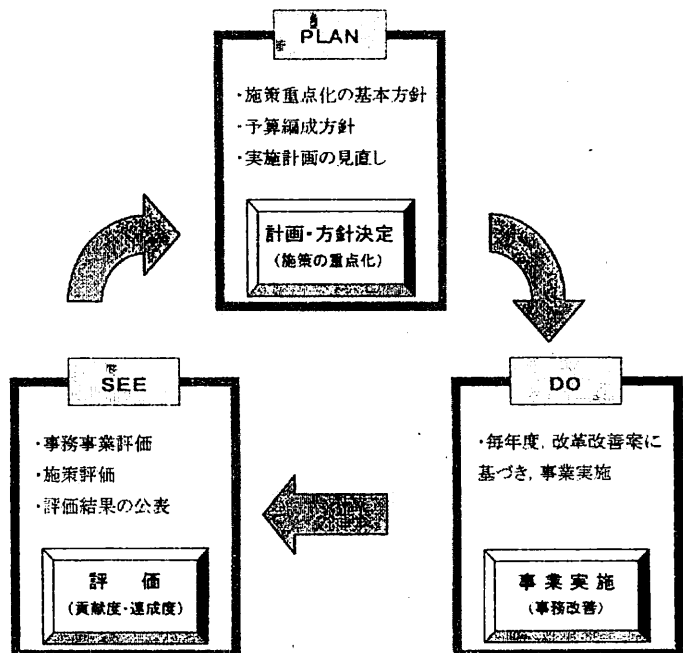 PLAN
・施策重点化の基本方針
・予算編成方針
・実施計画の見直し
計画・方針決定
(施策の重点化)
SEE
・事務事業評価
・施策評価
・評価結果の公表
評 価
(貢献度・達成度)
DO
・毎年度, 改革改善案に
基づき, 事業実施
事業実施
(事務改善)